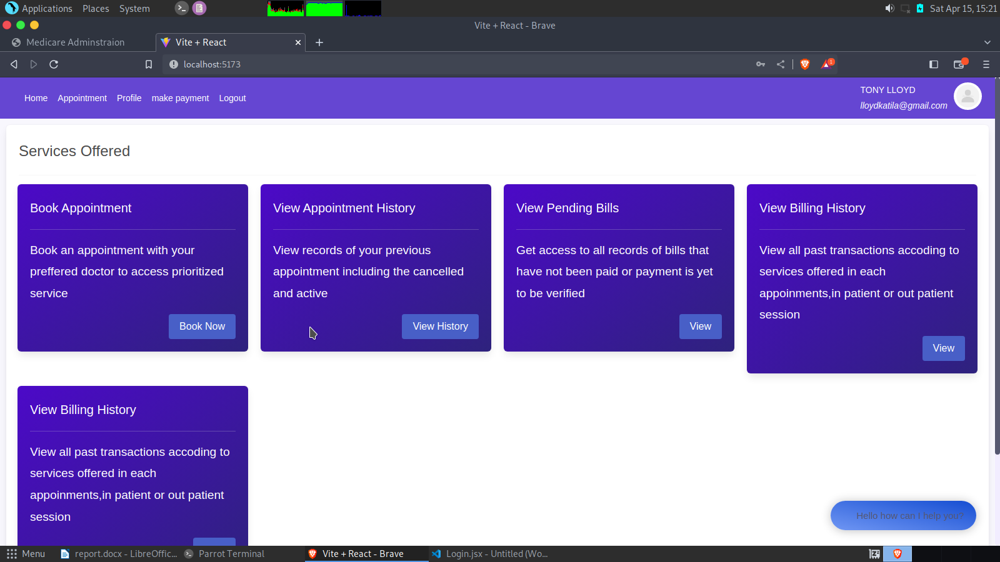 Applications Places System
Sat Apr 15, 15:21
Vite + React - Brave
Medicare Adminstraion
Vite + React
localhost:5173
1
Home Appointment Profile make payment Logout
TONY LLOYD
lloydkatila@gmail.com
Services Offered
Book Appointment
Book an appointment with your
preffered doctor to access prioritized
service
Book Now
View Appointment History
View records of your previous
appointment including the cancelled
and active
View History
View Pending Bills
Get access to all records of bills that
have not been paid or payment is yet
to be verified
View
View Billing History
View all past transactions accoding to
services offered in each
appoinments,in patient or out patient
session
View
View Billing History
View all past transactions accoding to
services offered in each
appoinments,in patient or out patient
session
Hello how can I help you?
Menu
report.docx - LibreOffic...
Parrot Terminal
Vite + React - Brave
Login.jsx - Untitled (Wo...